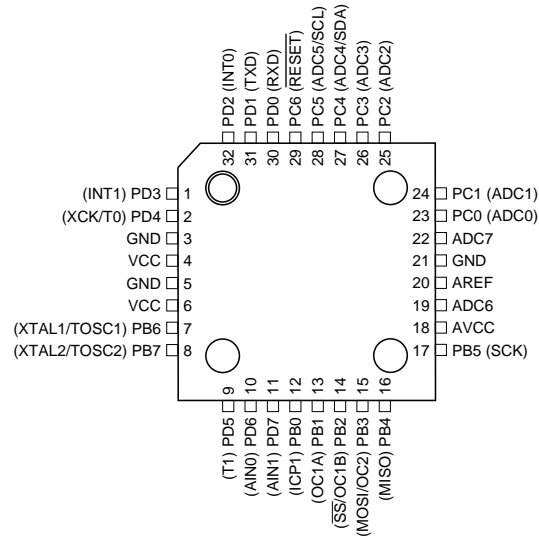 32 PD2 (INT0)
31 PD1 (TXD)
30 PD0 (RXD)
29 PC6 (RESET)
28 PC5 (ADC5/SCL)
27 PC4 (ADC4/SDA)
26 PC3 (ADC3)
25 PC2 (ADC2)
(INT1) PD3 1
(XCK/T0) PD4 2
GND 3
VCC 4
GND 5
VCC 6
(XTAL1/TOSC1) PB6 7
(XTAL2/TOSC2) PB7 8
24 PC1 (ADC1)
23 PC0 (ADC0)
22 ADC7
21 GND
20 AREF
19 ADC6
18 AVCC
17 PB5 (SCK)
(T1) PD5 9
(AIN0) PD6 10
(AIN1) PD7 11
(ICP1) PB0 12
(OC1A) PB1 13
(SS/OC1B) PB2 14
(MOSI/OC2) PB3 15
(MISO) PB4 16